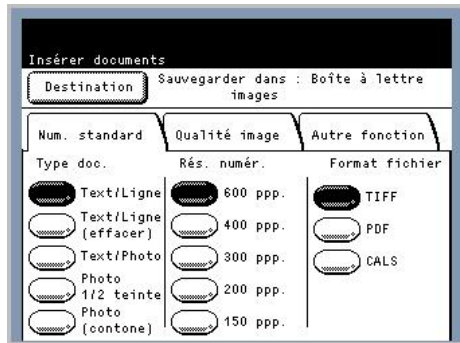 Insérer documents
Destination
Sauvegarder dans : Boîte à lettre
images
Num. standard
Qualité image
Autre fonction
Type doc.
Rés. numér.
Format fichier
Text/Ligne
600 ppp.
TIFF
Text/Ligne
(effacer)
400 ppp.
PDF
Text/Photo
300 ppp.
CALS
Photo
1/2 teinte
200 ppp.
Photo
(contone)
150 ppp.